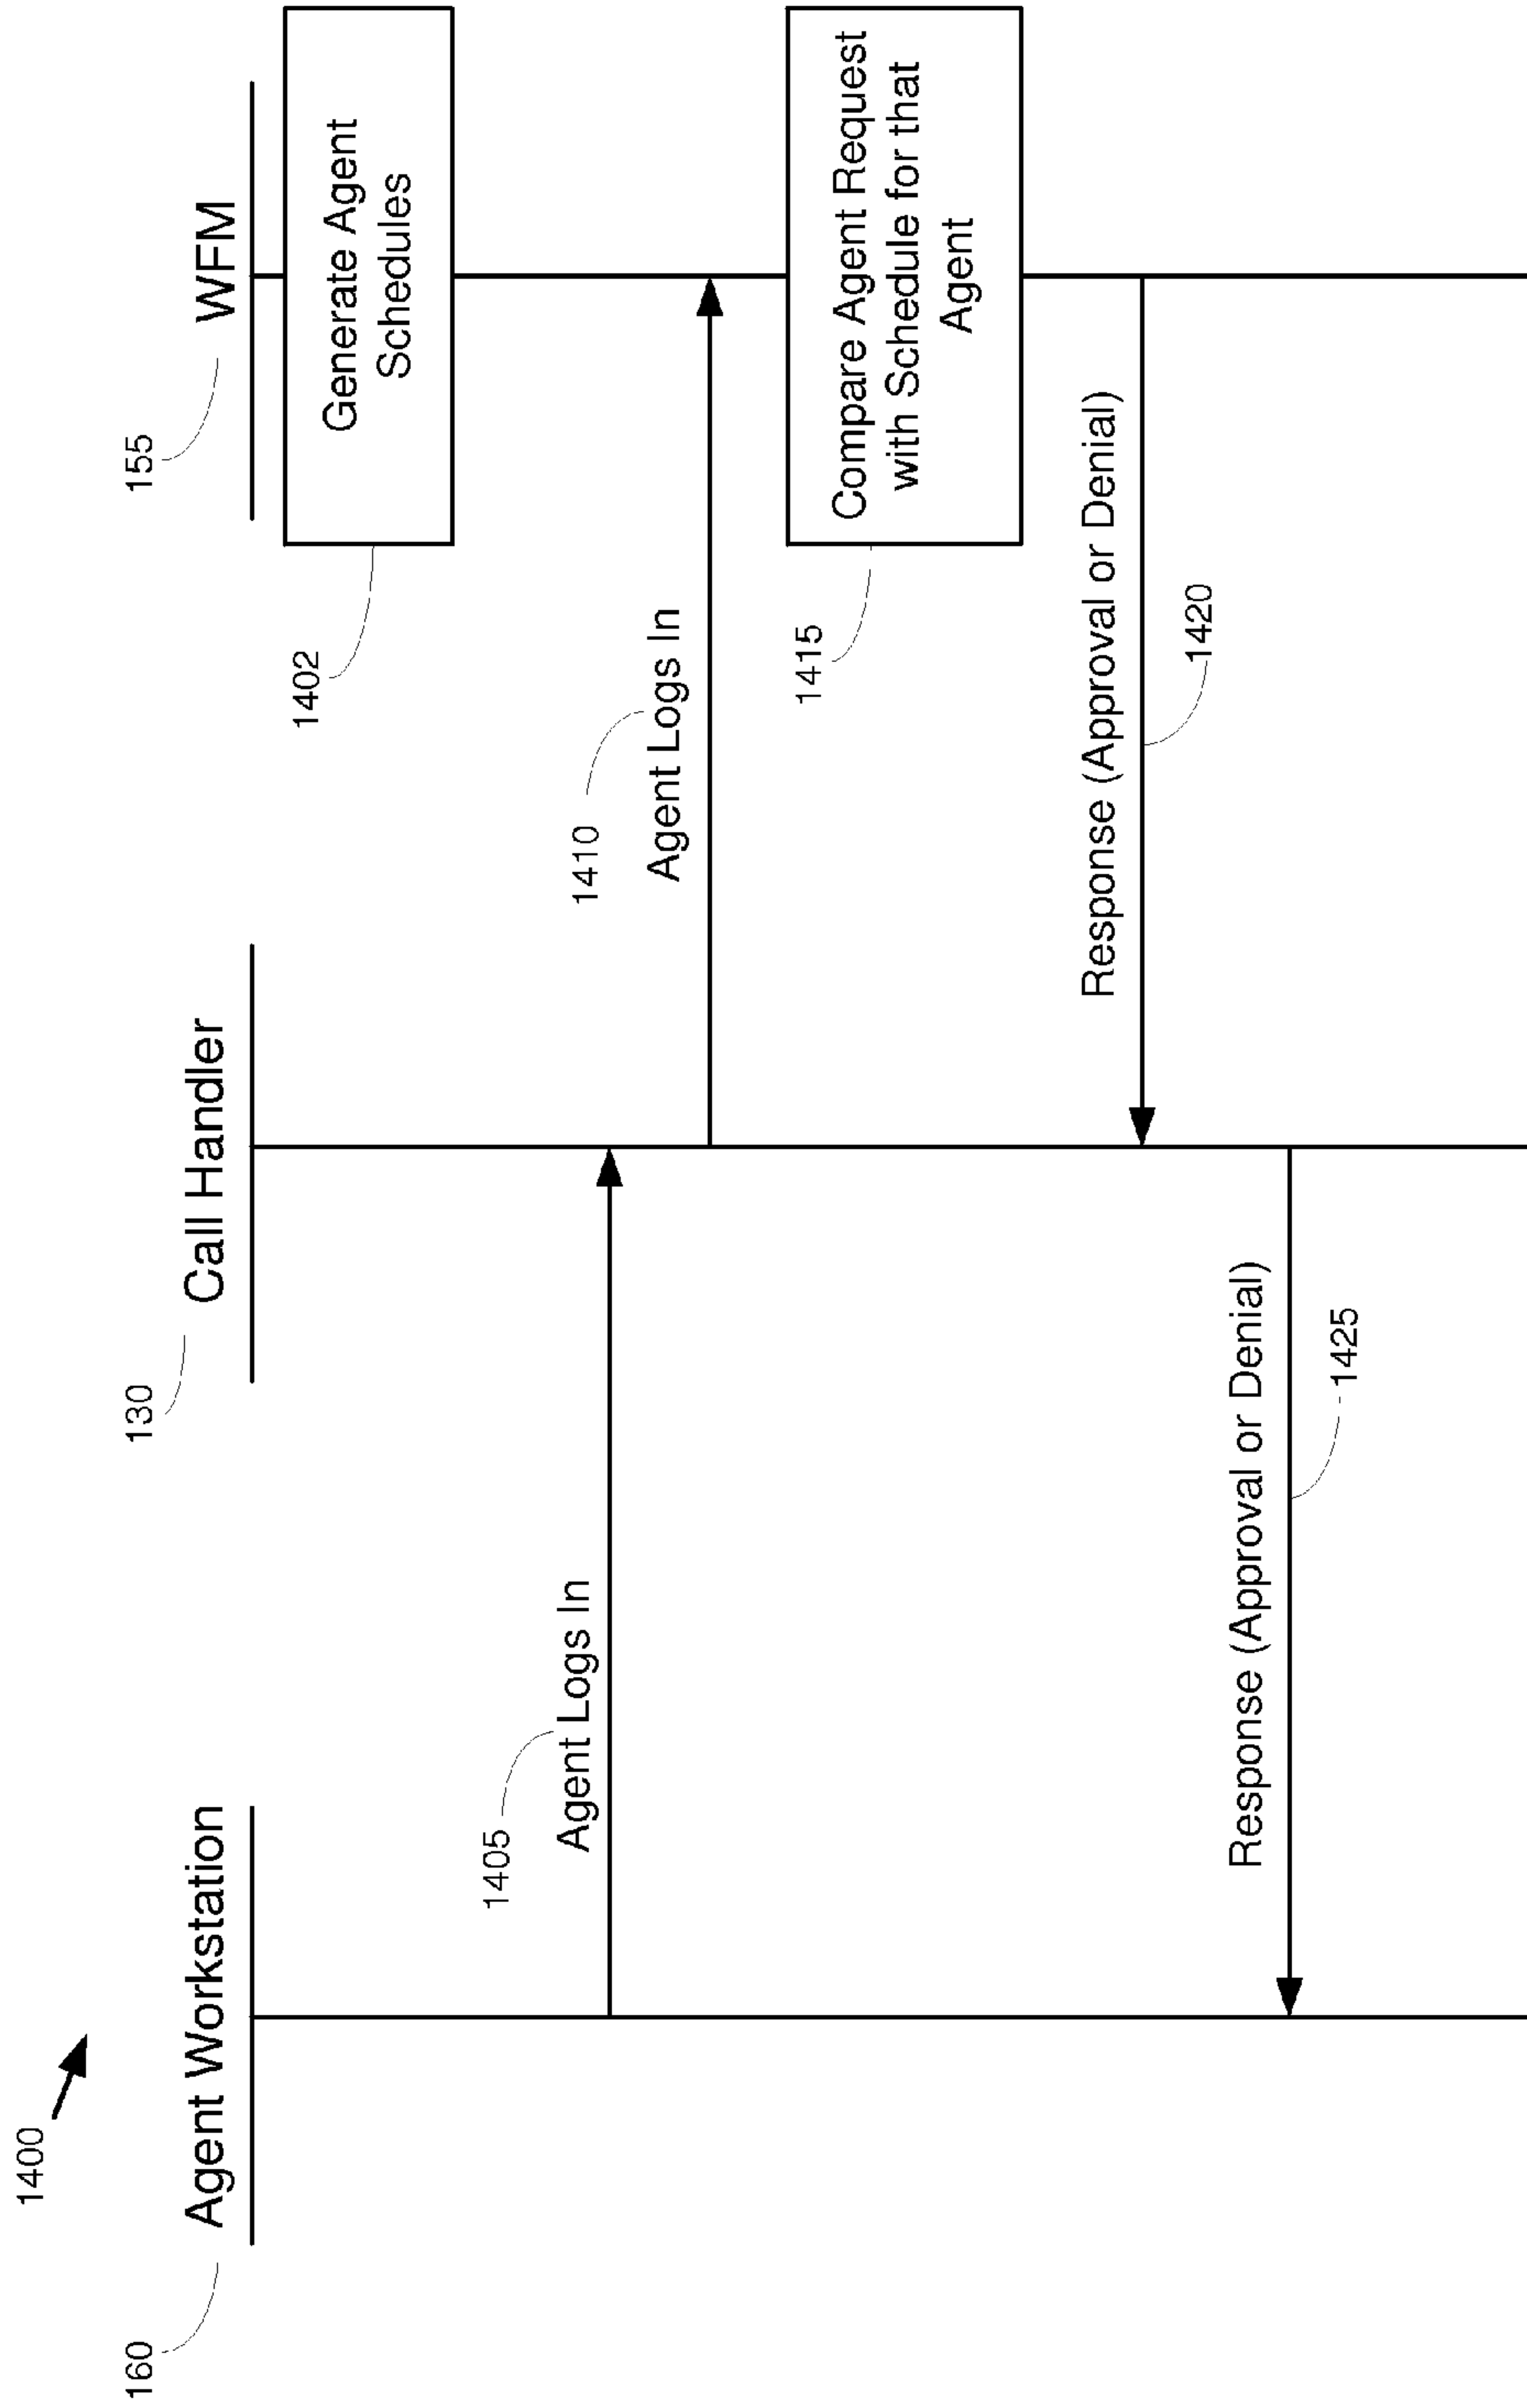 1400
160
Agent Workstation
130
Call Handler
155
WFM
1402
Generate Agent
Schedules
1405
Agent Logs In
1410
Agent Logs In
1415
Compare Agent Request
with Schedule for that
Agent
Response (Approval or Denial)
1420
Response (Approval or Denial)
1425